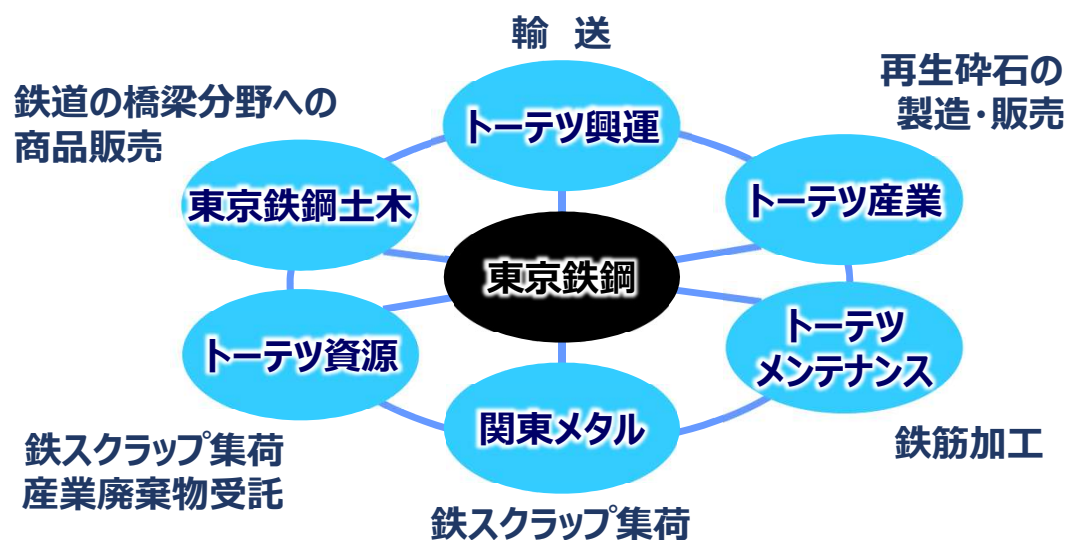 輸 送
トーテツ興運
鉄道の橋梁分野への
商品販売
東京鉄鋼土木
再生砕石の
製造・販売
トーテツ産業
東京鉄鋼
トーテツ資源
鉄スクラップ集荷
産業廃棄物受託
関東メタル
鉄スクラップ集荷
トーテツ
メンテナンス
鉄筋加工